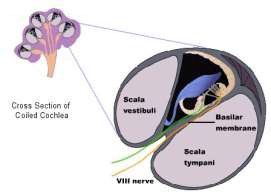 Cross Section of
Coiled Cochlea
Scala
vestibuli
Basilar
membrane
Scala
tympani
VIII nerve